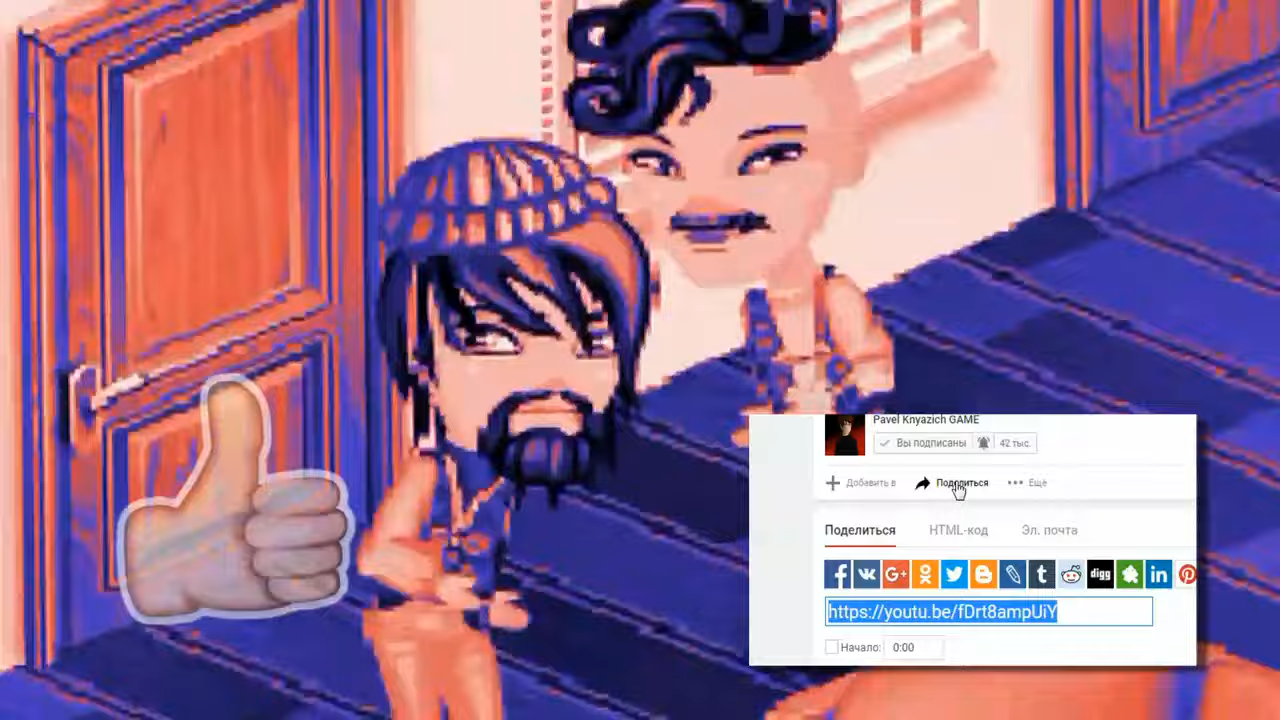 Pavel Knyazich GAME
Вы подписаны 42 тыс.
Добавить в Поделиться ••• Ещё
Поделиться HTML-код Эл. почта
f G+ t digg in
https://youtu.be/fDrt8ampUiY
Начало: 0:00